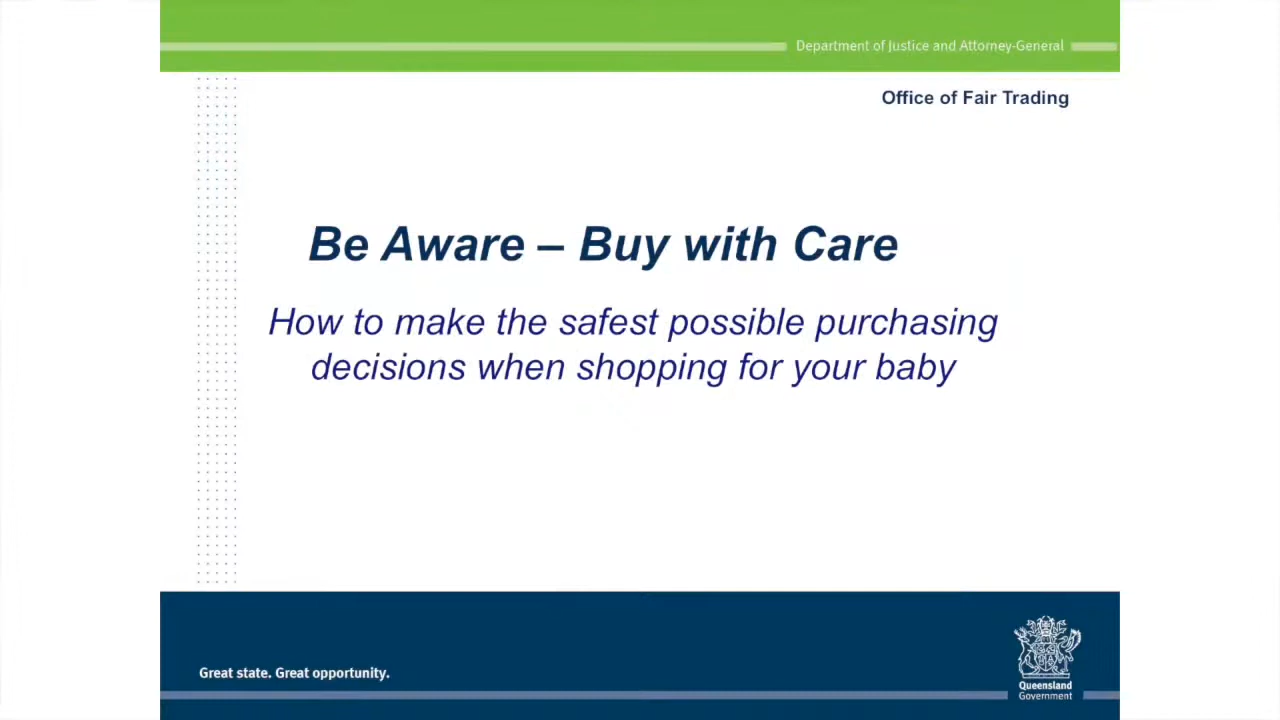 Department of Justice and Attorney-General
Office of Fair Trading
Be Aware – Buy with Care
How to make the safest possible purchasing
decisions when shopping for your baby
Great state. Great opportunity.
Queensland
Government